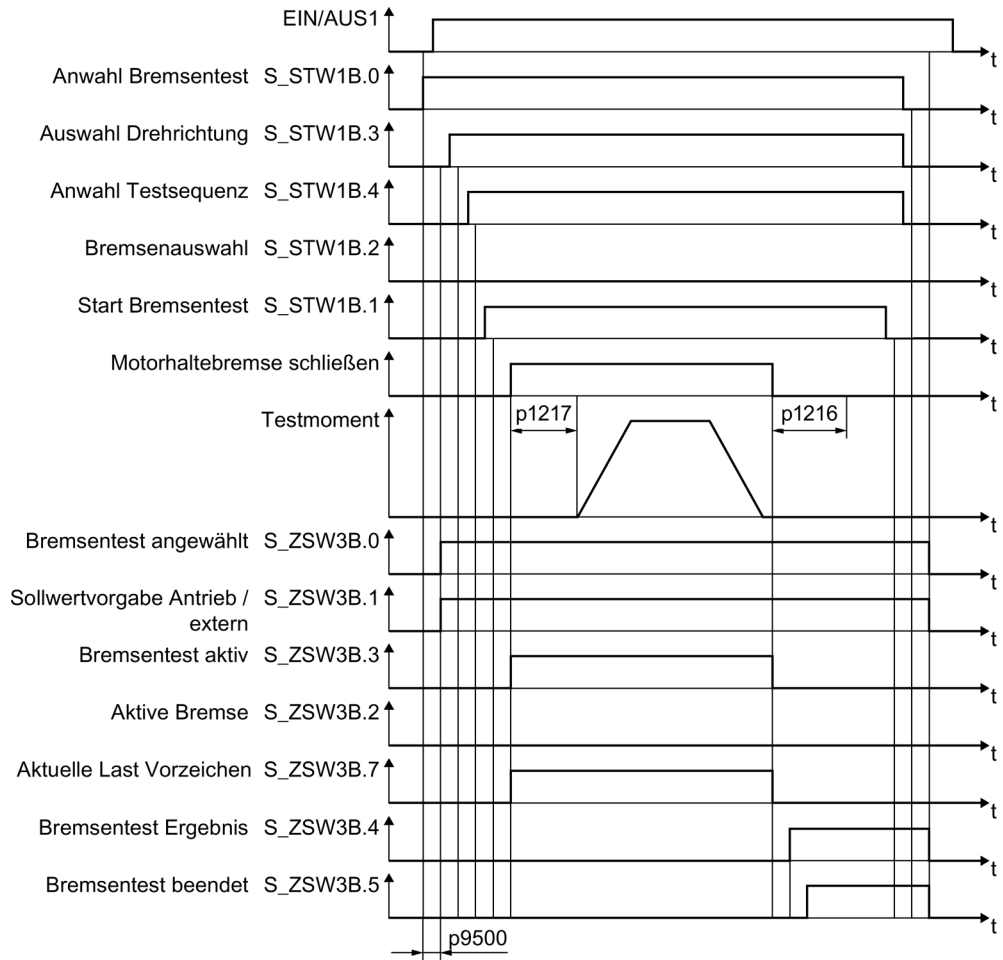 EIN/AUS1
t
Anwahl Bremsentest S_STW1B.0
t
Auswahl Drehrichtung S_STW1B.3
t
Anwahl Testsequenz S_STW1B.4
t
Bremsenauswahl S_STW1B.2
t
Start Bremsentest S_STW1B.1
t
Motorhaltebremse schließen
t
p1217 p1216
Testmoment
t
Bremsentest angewählt S_ZSW3B.0
t
Sollwertvorgabe Antrieb / S_ZSW3B.1
extern
t
Bremsentest aktiv S_ZSW3B.3
t
Aktive Bremse S_ZSW3B.2
t
Aktuelle Last Vorzeichen S_ZSW3B.7
t
Bremsentest Ergebnis S_ZSW3B.4
t
Bremsentest beendet S_ZSW3B.5
t
p9500